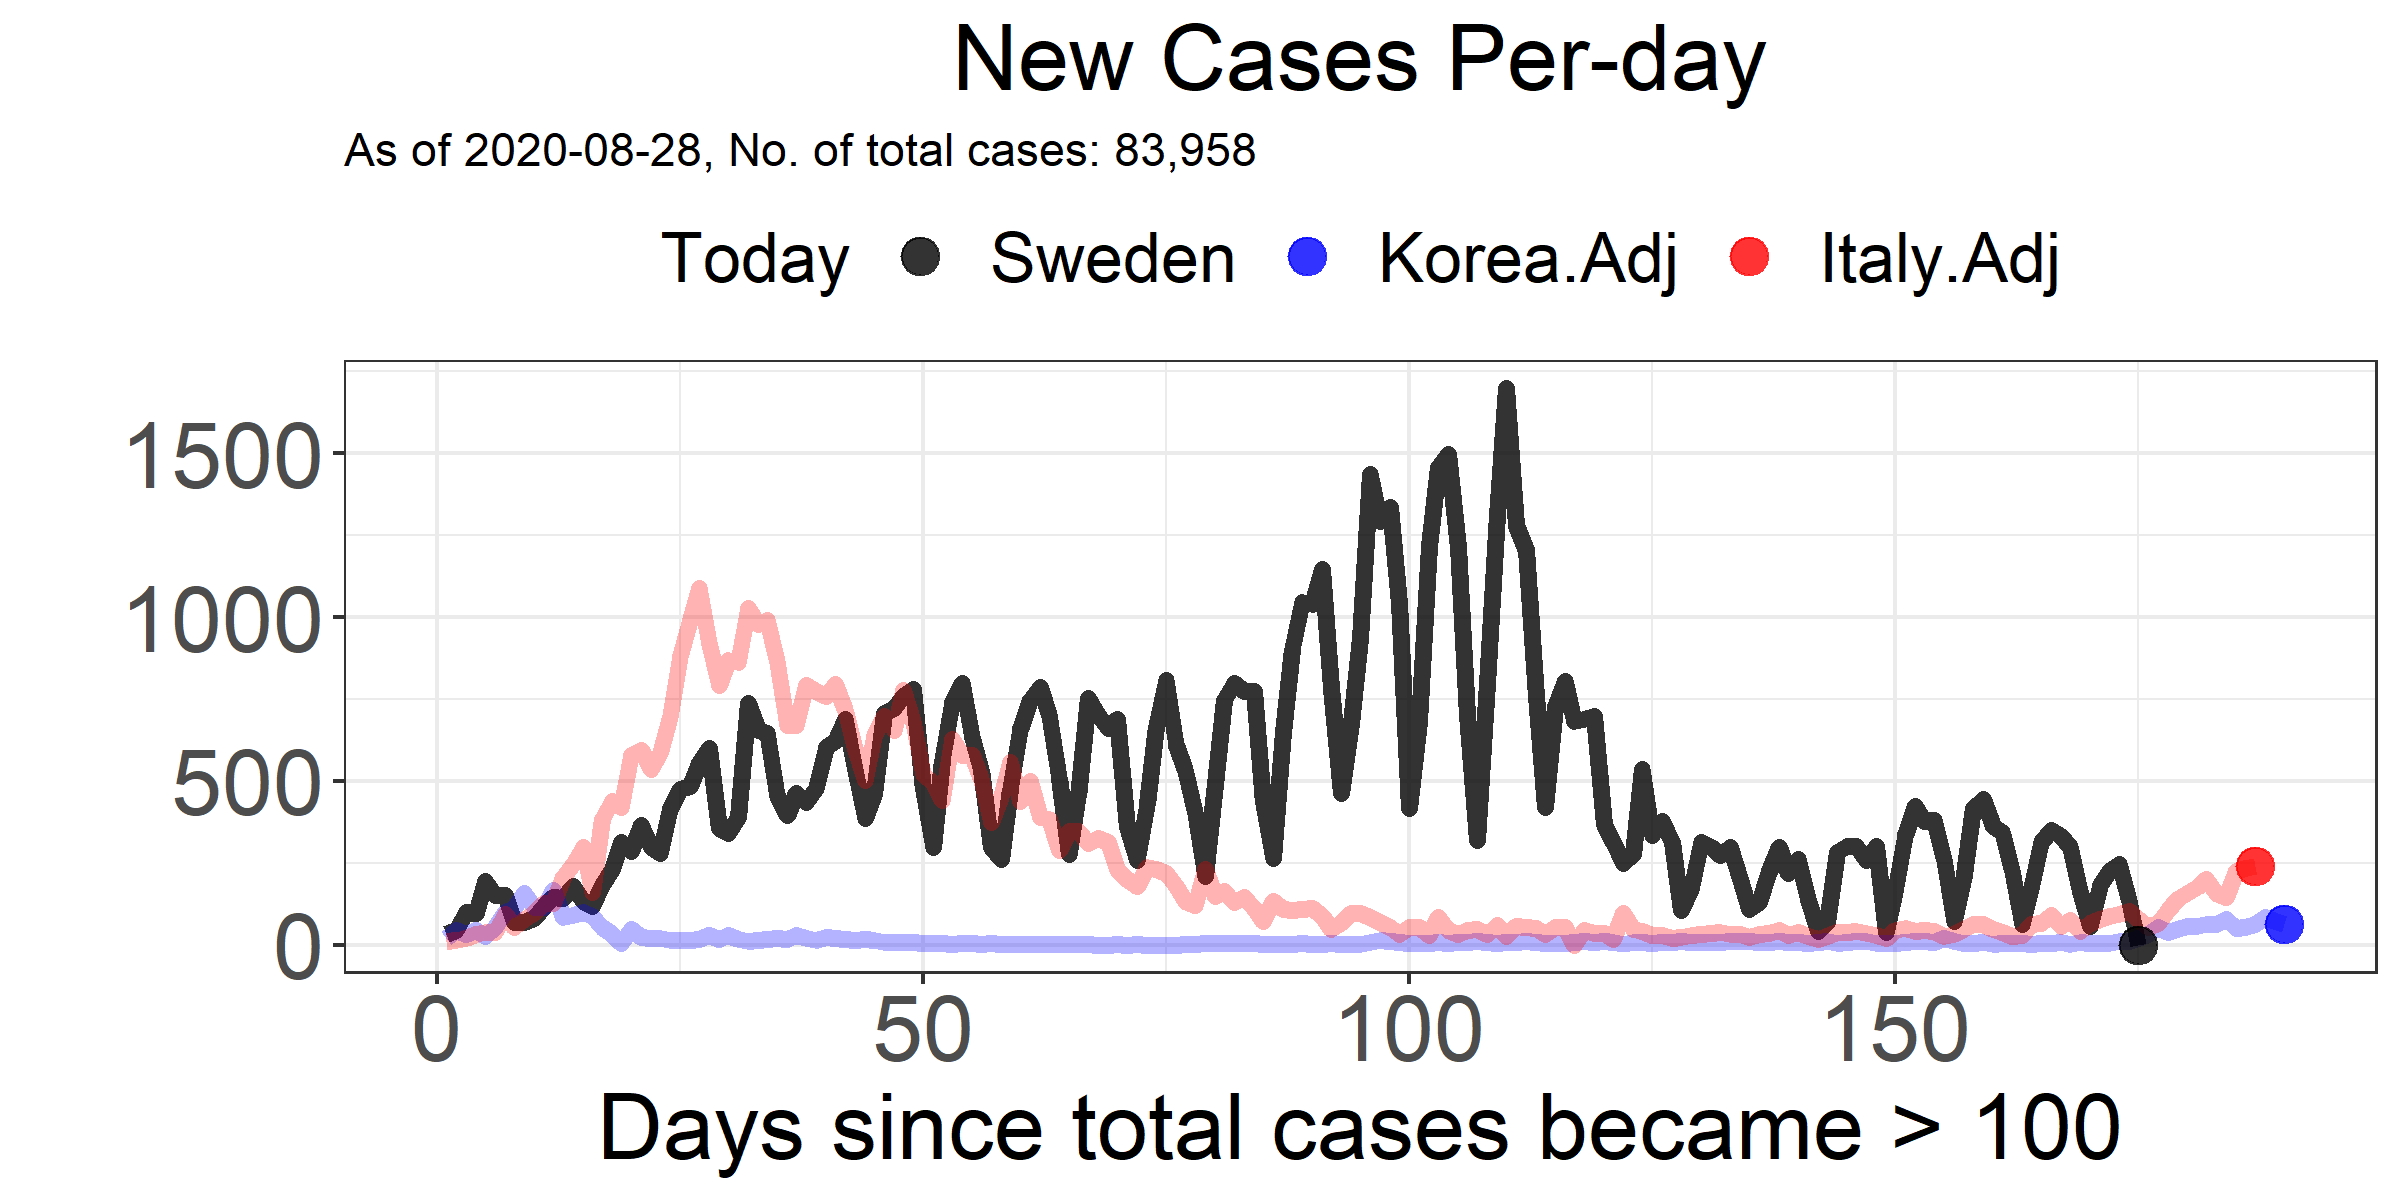 New Cases Per-day
As of 2020-08-28, No. of total cases: 83,958
Today Sweden Korea.Adj Italy.Adj
1500
1000
500
0
0 50 100 150
Days since total cases became > 100